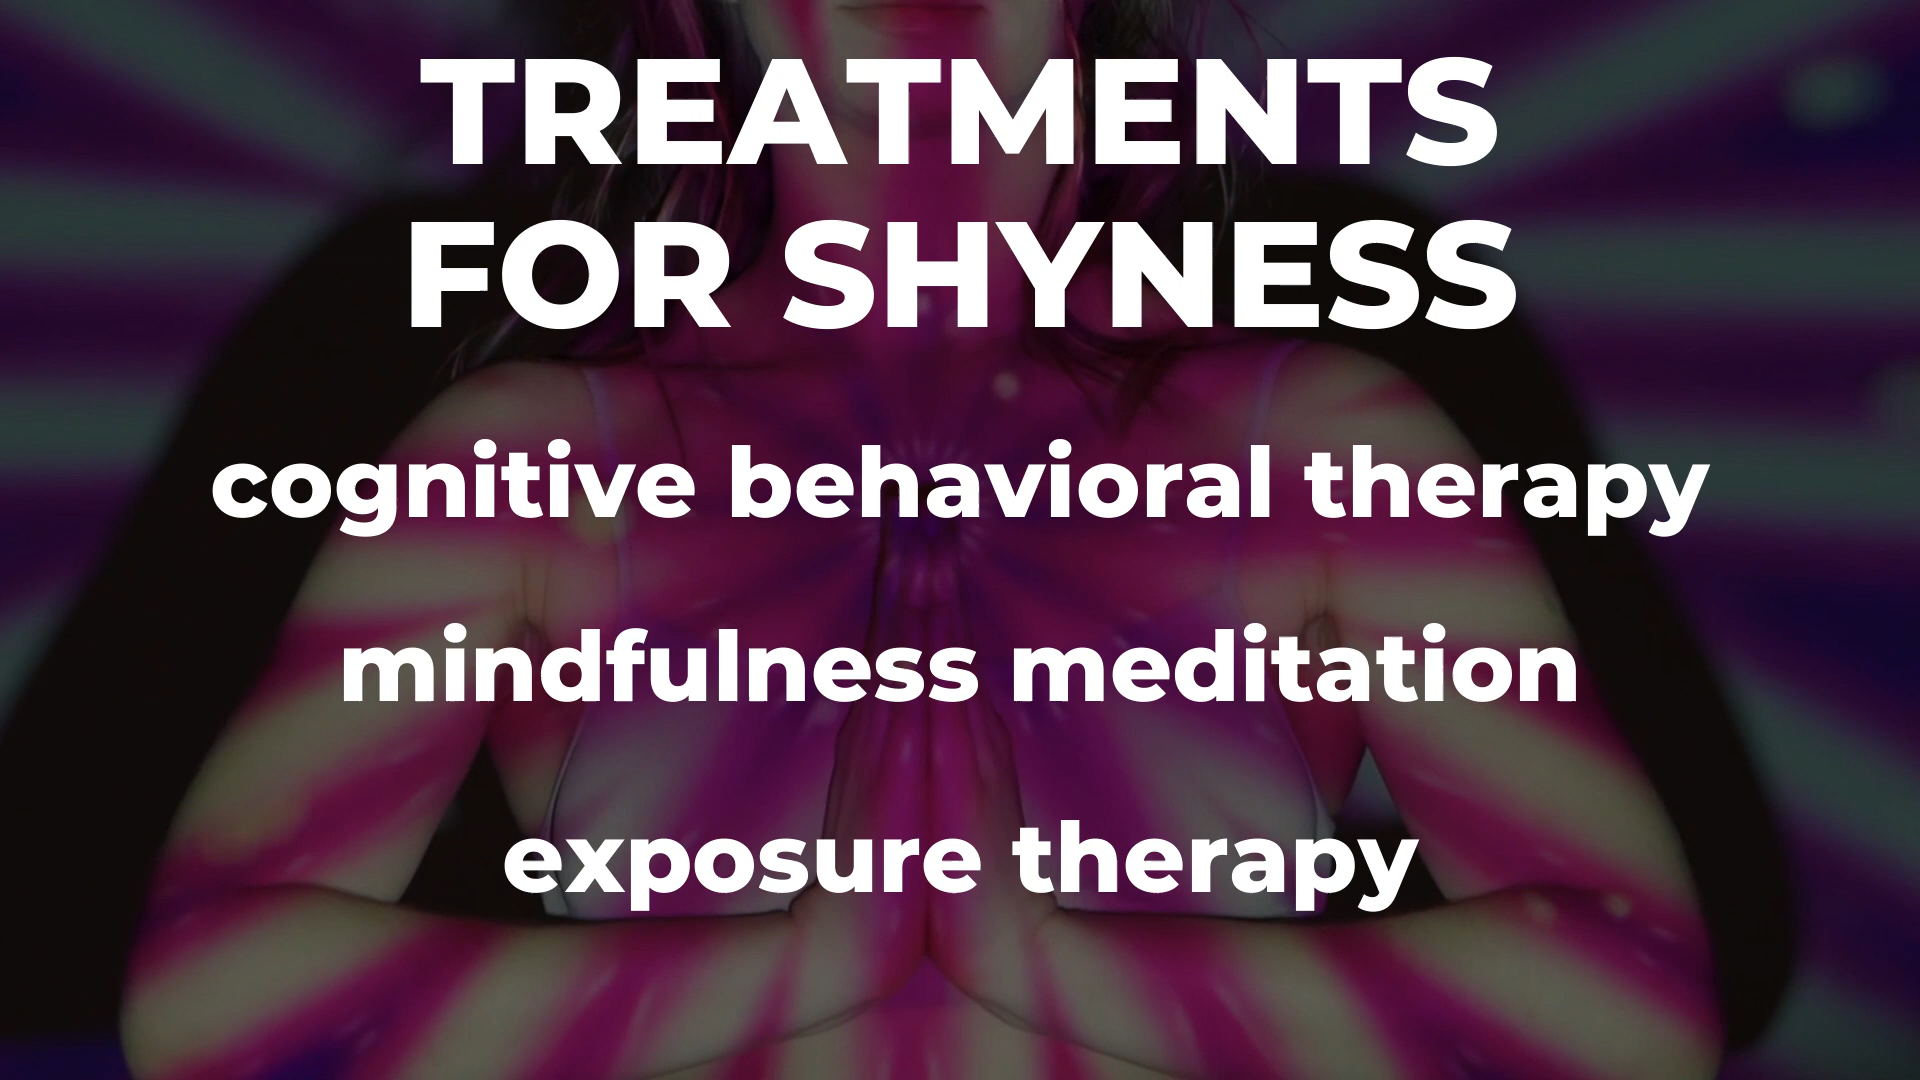 TREATMENTS
FOR SHYNESS
cognitive behavioral therapy
mindfulness meditation
exposure therapy